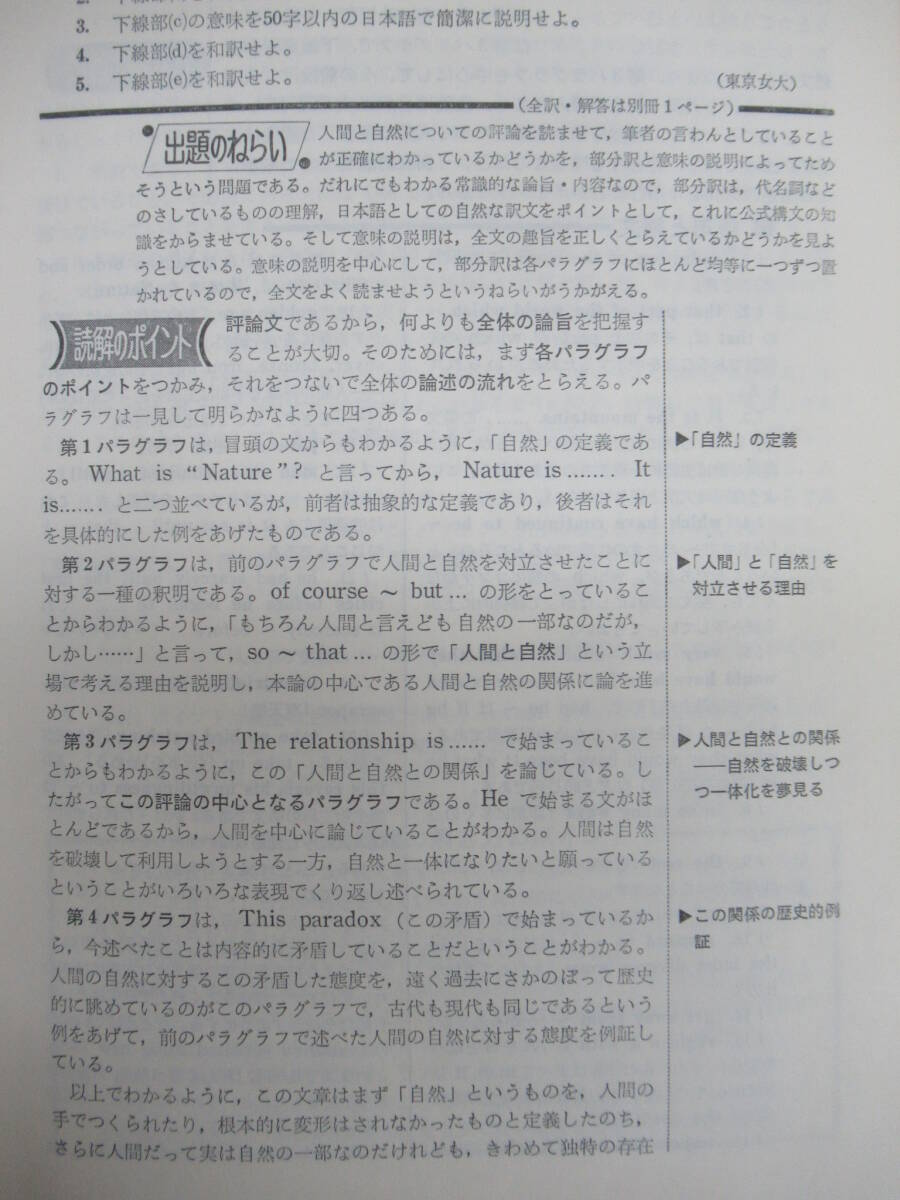 3. 下線部(c)の意味を50字以内の日本語で簡潔に説明せよ。
4. 下線部(d)を和訳せよ。
5. 下線部(e)を和訳せよ。
(東京女大)
(全訳・解答は別冊1ページ)
出題のねらい
人間と自然についての評論を読ませて，筆者の言わんとしていること
が正確にわかっているかどうかを，部分訳と意味の説明によってため
そうという問題である。だれにでもわかる常識的な論旨・内容なので，部分訳は，代名詞など
のさしているものの理解，日本語としての自然な訳文をポイントとして，これに公式構文の知
識をからませている。そして意味の説明は，全文の趣旨を正しくとらえているかどうかを見よ
うとしている。意味の説明を中心にして，部分訳は各パラグラフにほとんど均等に一つずつ置
かれているので，全文をよく読ませようというねらいがうかがえる。
読解のポイント
評論文であるから，何よりも全体の論旨を把握す
ることが大切。そのためには，まず各パラグラフ
のポイントをつかみ，それをつないで全体の論述の流れをとらえる。パ
ラグラフは一見して明らかなように四つある。
第1パラグラフは，冒頭の文からもわかるように，「自然」の定義であ
る。What is “Nature”? と言ってから，Nature is ……. It
is……. と二つ並べているが，前者は抽象的な定義であり，後者はそれ
を具体的にした例をあげたものである。
▶「自然」の定義
第2パラグラフは，前のパラグラフで人間と自然を対立させたことに
対する一種の釈明である。of course ～ but … の形をとっているこ
とからわかるように，「もちろん人間と言えども自然の一部なのだが，
しかし……」と言って，so ～ that … の形で「人間と自然」という立
場で考える理由を説明し，本論の中心である人間と自然の関係に論を進
めている。
▶「人間」と「自然」を
対立させる理由
第3パラグラフは，The relationship is…… で始まっているこ
とからもわかるように，この「人間と自然との関係」を論じている。し
たがってこの評論の中心となるパラグラフである。He で始まる文がほ
とんどであるから，人間を中心に論じていることがわかる。人間は自然
を破壊して利用しようとする一方，自然と一体になりたいと願っている
ということがいろいろな表現でくり返し述べられている。
▶人間と自然との関係
――自然を破壊しつ
つ一体化を夢見る
第4パラグラフは，This paradox（この矛盾）で始まっているか
ら，今述べたことは内容的に矛盾していることだということがわかる。
人間の自然に対するこの矛盾した態度を，遠く過去にさかのぼって歴史
的に眺めているのがこのパラグラフで，古代も現代も同じであるという
例をあげて，前のパラグラフで述べた人間の自然に対する態度を例証し
ている。
▶この関係の歴史的例
証
以上でわかるように，この文章はまず「自然」というものを，人間の
手でつくられたり，根本的に変形はされなかったものと定義したのち，
さらに人間だって実は自然の一部なのだけれども，きわめて独特の存在